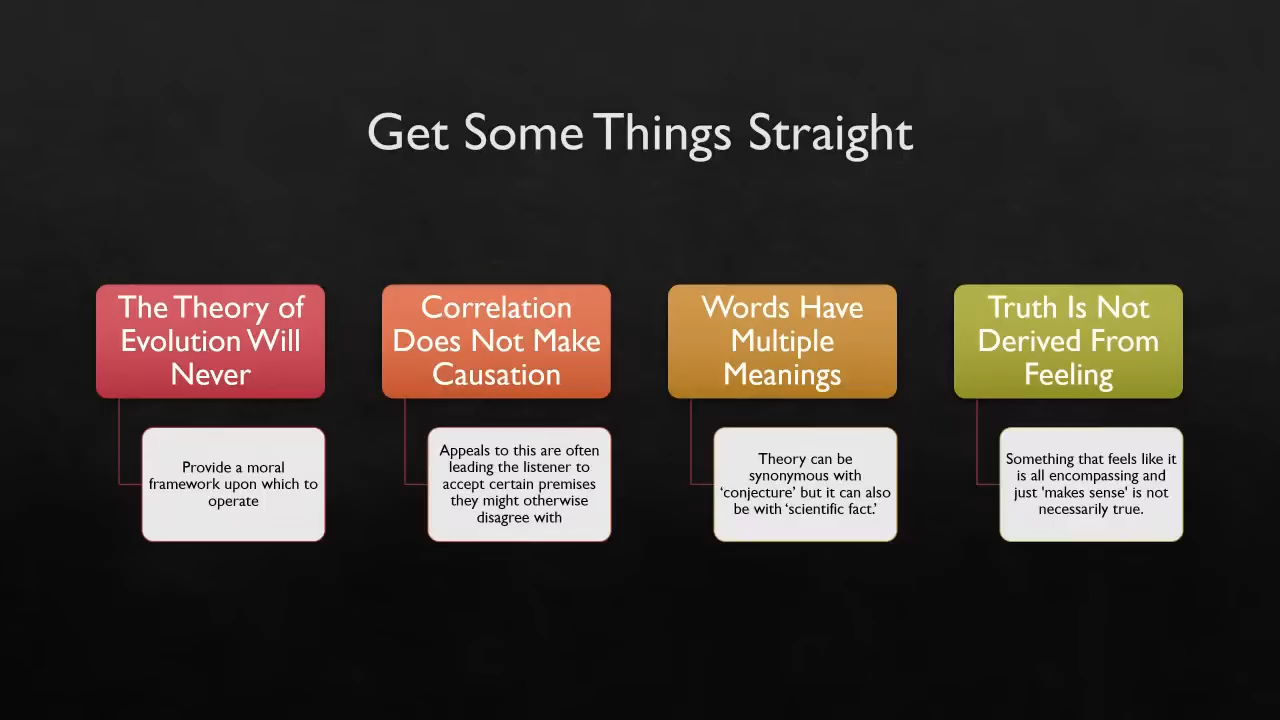 Get Some Things Straight
The Theory of
Evolution Will
Never
Provide a moral
framework upon which to
operate
Correlation
Does Not Make
Causation
Appeals to this are often
leading the listener to
accept certain premises
they might otherwise
disagree with
Words Have
Multiple
Meanings
Theory can be
synonymous with
‘conjecture’ but it can also
be with ‘scientific fact.’
Truth Is Not
Derived From
Feeling
Something that feels like it
is all encompassing and
just 'makes sense' is not
necessarily true.